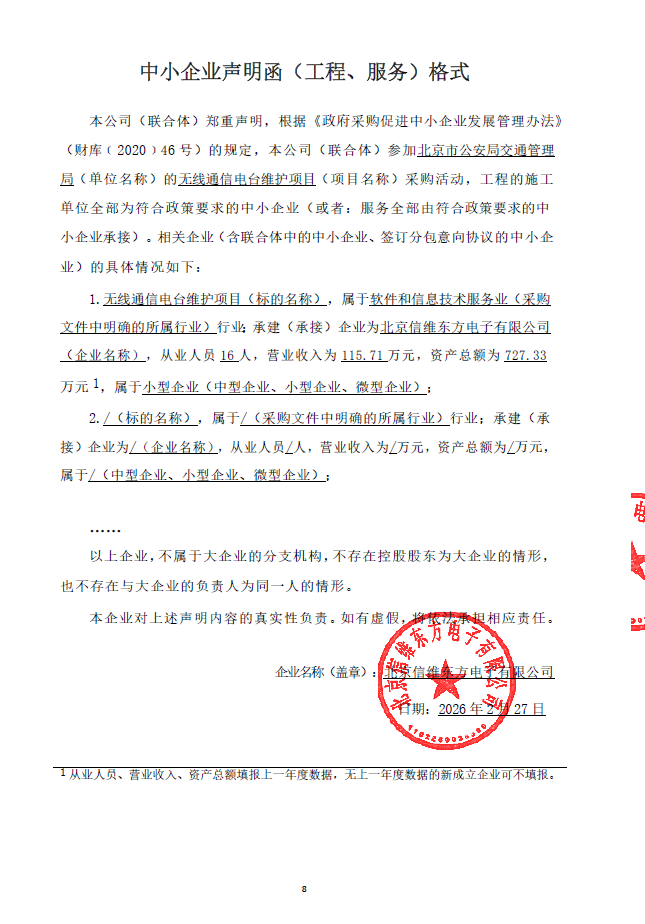 中小企业声明函（工程、服务）格式
本公司（联合体）郑重声明，根据《政府采购促进中小企业发展管理办法》
（财库﹝2020﹞46号）的规定，本公司（联合体）参加北京市公安局交通管理
局（单位名称）的无线通信电台维护项目（项目名称）采购活动，工程的施工
单位全部为符合政策要求的中小企业（或者：服务全部由符合政策要求的中
小企业承接）。相关企业（含联合体中的中小企业、签订分包意向协议的中小企
业）的具体情况如下：
1.无线通信电台维护项目（标的名称），属于软件和信息技术服务业（采购
文件中明确的所属行业）行业；承建（承接）企业为北京信维东方电子有限公司
（企业名称），从业人员16人，营业收入为115.71万元，资产总额为727.33
万元1，属于小型企业（中型企业、小型企业、微型企业）；
2./（标的名称），属于/（采购文件中明确的所属行业）行业；承建（承
接）企业为/（企业名称），从业人员/人，营业收入为/万元，资产总额为/万元，
属于/（中型企业、小型企业、微型企业）；
……
以上企业，不属于大企业的分支机构，不存在控股股东为大企业的情形，
也不存在与大企业的负责人为同一人的情形。
本企业对上述声明内容的真实性负责。如有虚假，将依法承担相应责任。
企业名称（盖章）：北京信维东方电子有限公司
日期：2026年2月27日
北京信维东方电子有限公司
1从业人员、营业收入、资产总额填报上一年度数据，无上一年度数据的新成立企业可不填报。
8